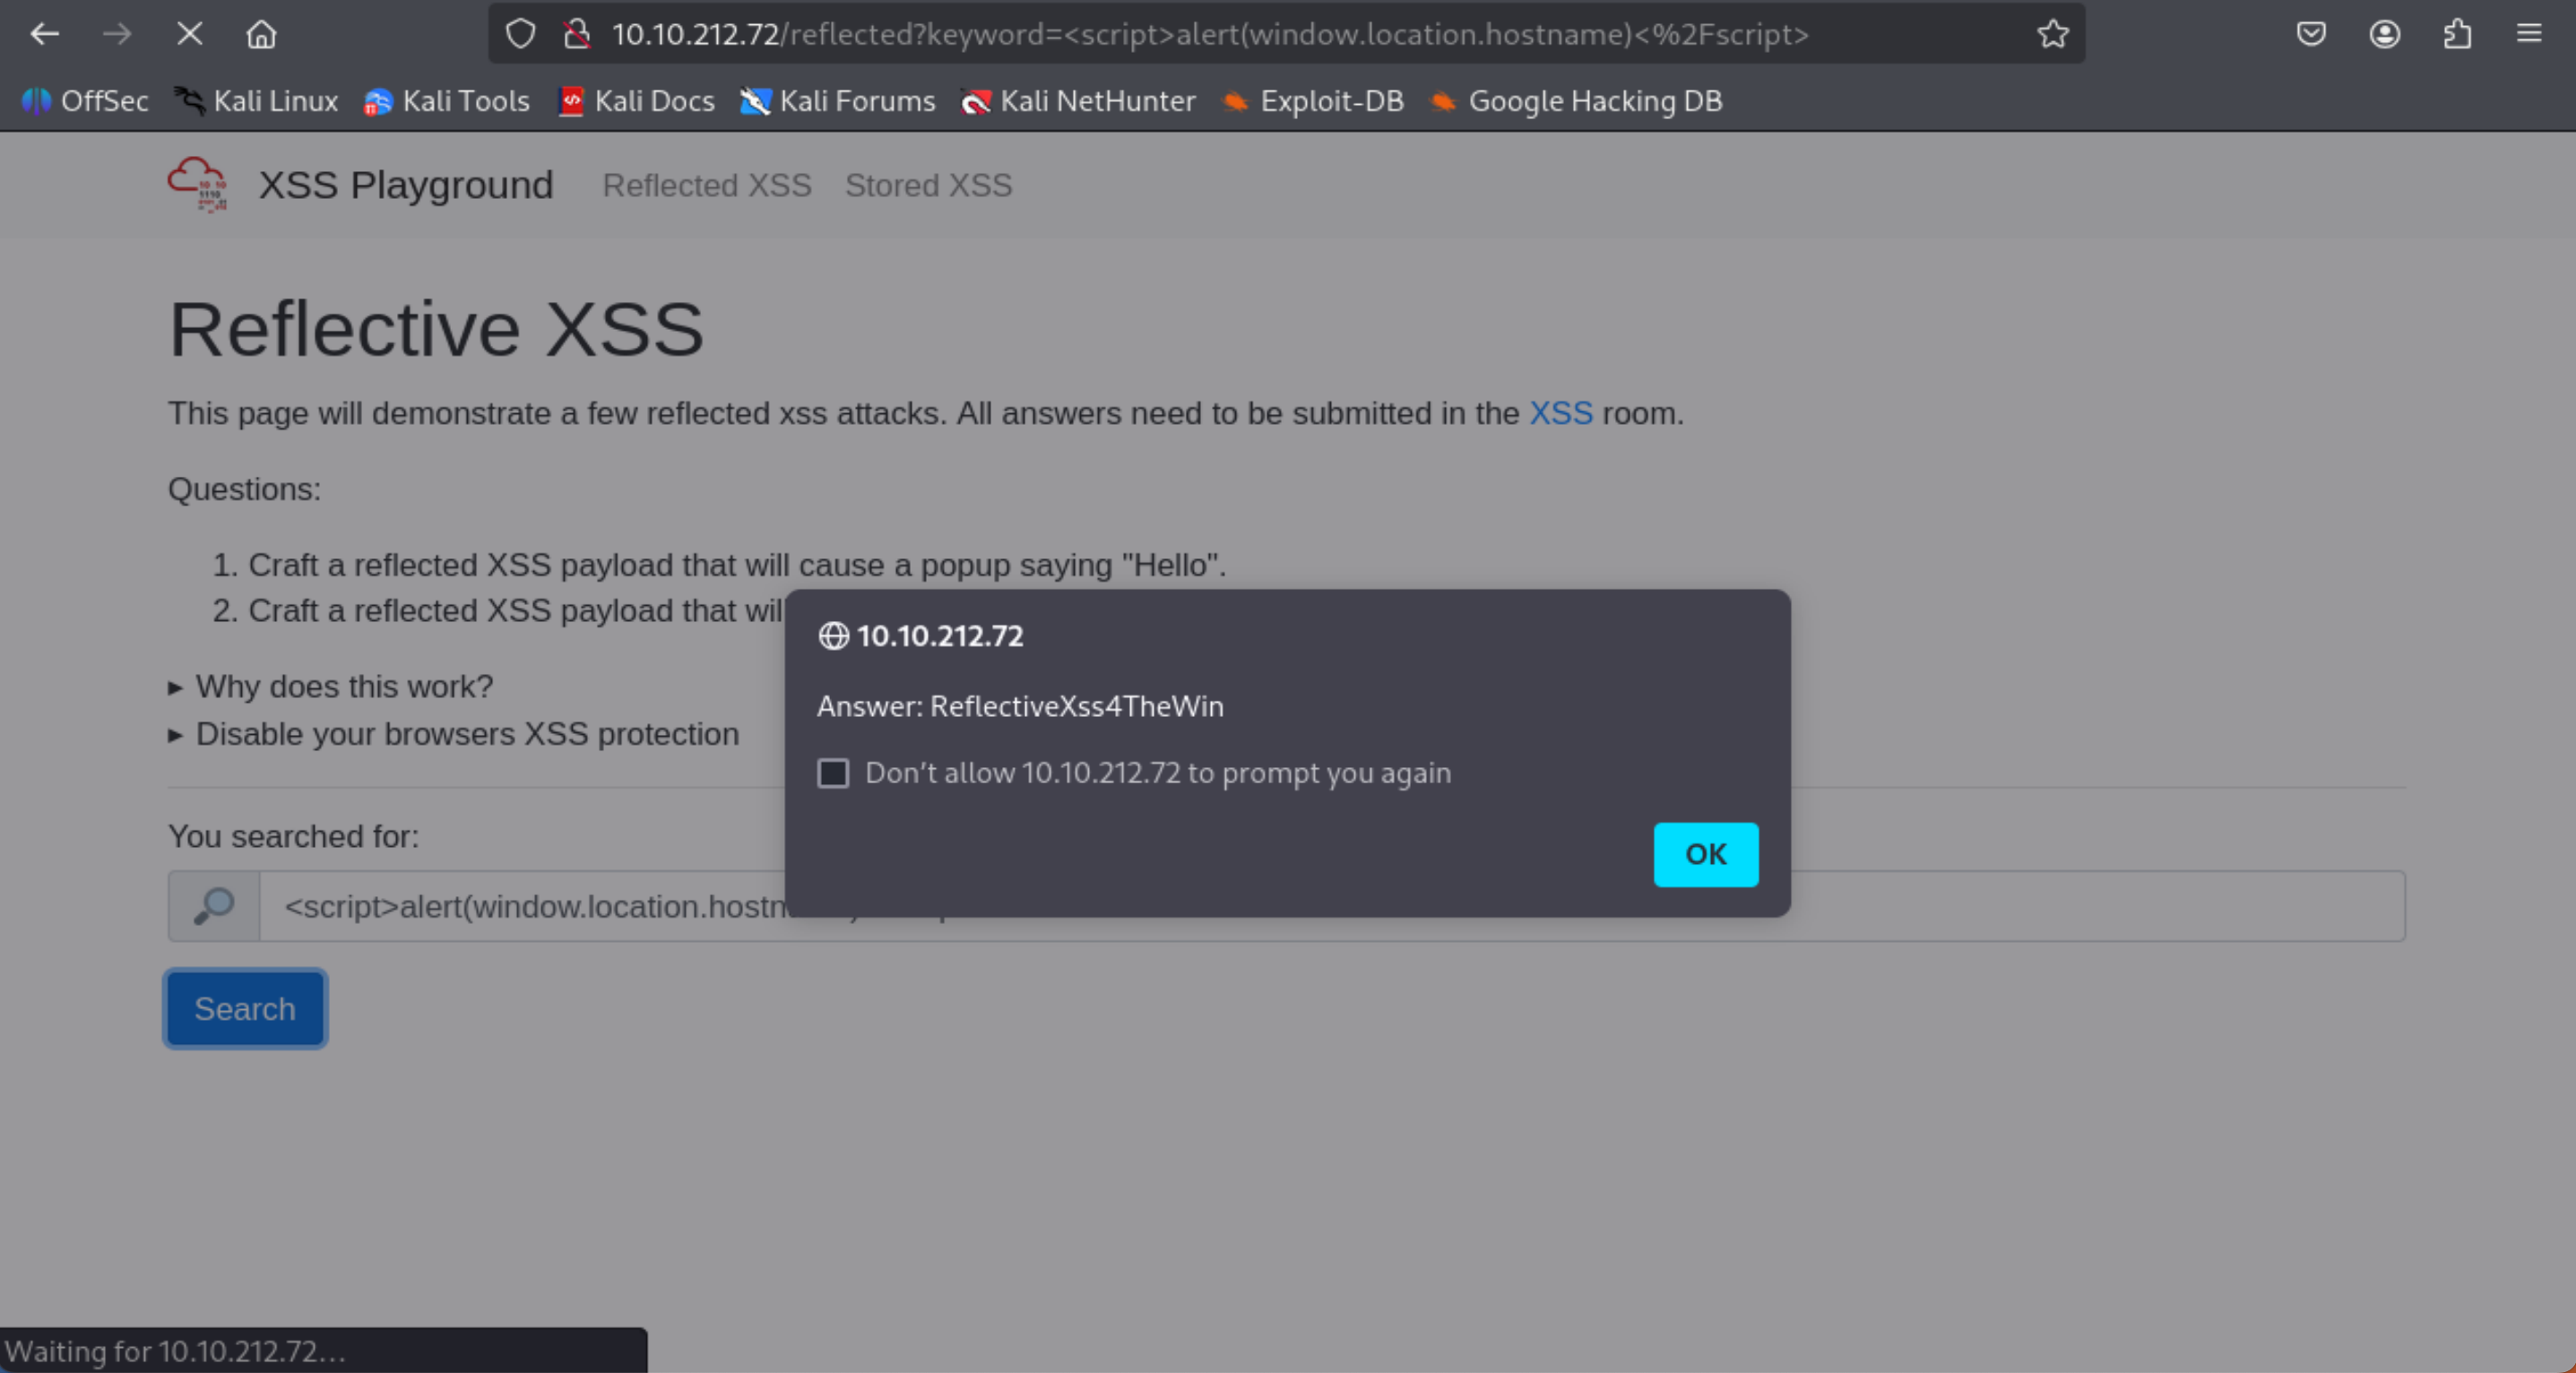 10.10.212.72/reflected?keyword=<script>alert(window.location.hostname)<%2Fscript>
OffSec Kali Linux Kali Tools Kali Docs Kali Forums Kali NetHunter Exploit-DB Google Hacking DB
XSS Playground Reflected XSS Stored XSS
Reflective XSS
This page will demonstrate a few reflected xss attacks. All answers need to be submitted in the XSS room.
Questions:
1. Craft a reflected XSS payload that will cause a popup saying "Hello".
2. Craft a reflected XSS payload that wil
10.10.212.72
Answer: ReflectiveXss4TheWin
Don't allow 10.10.212.72 to prompt you again
OK
▸ Why does this work?
▸ Disable your browsers XSS protection
You searched for:
<script>alert(window.location.hostn
Search
Waiting for 10.10.212.72…